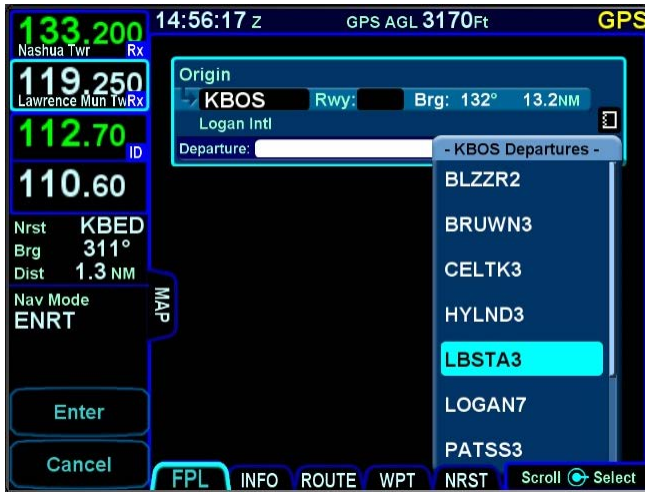 133.200
Nashua Twr Rx
119.250
Lawrence Mun Tw Rx
112.70
ID
110.60
Nrst KBED
Brg 311°
Dist 1.3 NM
Nav Mode
ENRT
Enter
Cancel
14:56:17 Z GPS AGL 3170Ft GPS
MAP
Origin
KBOS Rwy: Brg: 132° 13.2NM
Logan Intl
Departure:
- KBOS Departures -
BLZZR2
BRUWN3
CELTK3
HYLND3
LBSTA3
LOGAN7
PATSS3
FPL INFO ROUTE WPT NRST Scroll Select